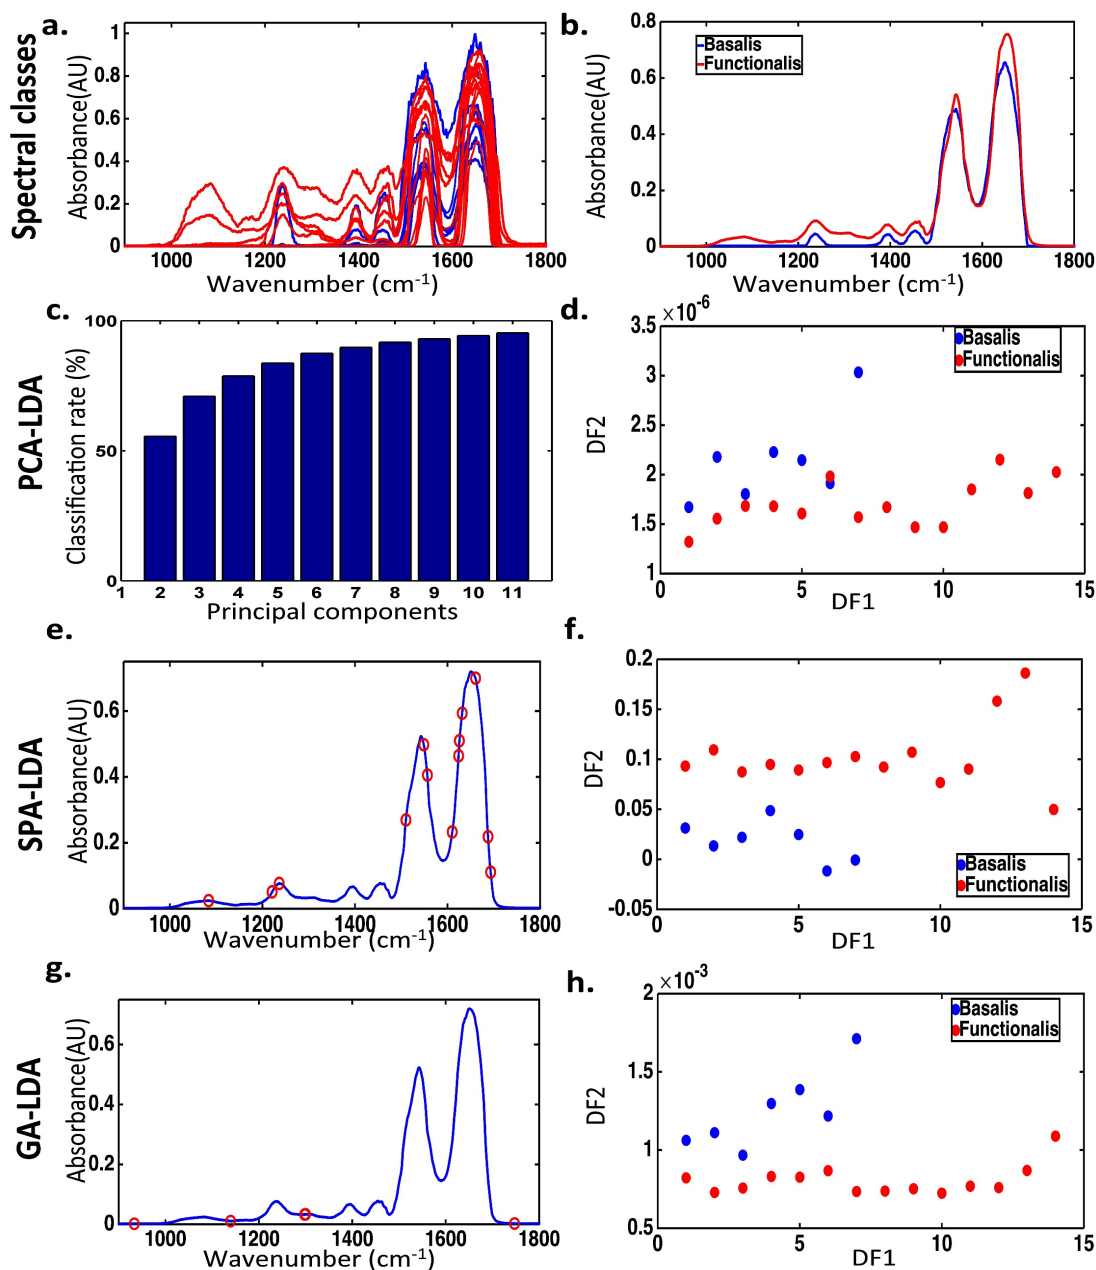 Spectral classes
a.
Absorbance(AU)
1
0.8
0.6
0.4
0.2
0
1000 1200 1400 1600 1800
Wavenumber (cm-1)
b.
Basalis
Functionalis
Absorbance(AU)
0.8
0.6
0.4
0.2
0
1000 1200 1400 1600 1800
Wavenumber (cm-1)
PCA-LDA
c.
Classification rate (%)
100
50
0
1 2 3 4 5 6 7 8 9 10 11
Principal components
d.
×10-6
Basalis
Functionalis
DF2
3.5
3
2.5
2
1.5
1
0 5 10 15
DF1
SPA-LDA
e.
Absorbance(AU)
0.6
0.4
0.2
0
1000 1200 1400 1600 1800
Wavenumber (cm-1)
f.
DF2
0.2
0.15
0.1
0.05
0
-0.05
Basalis
Functionalis
0 5 10 15
DF1
GA-LDA
g.
Absorbance(AU)
0.6
0.4
0.2
0
1000 1200 1400 1600 1800
Wavenumber (cm-1)
h.
×10-3
Basalis
Functionalis
DF2
2
1.5
1
0.5
0 5 10 15
DF1